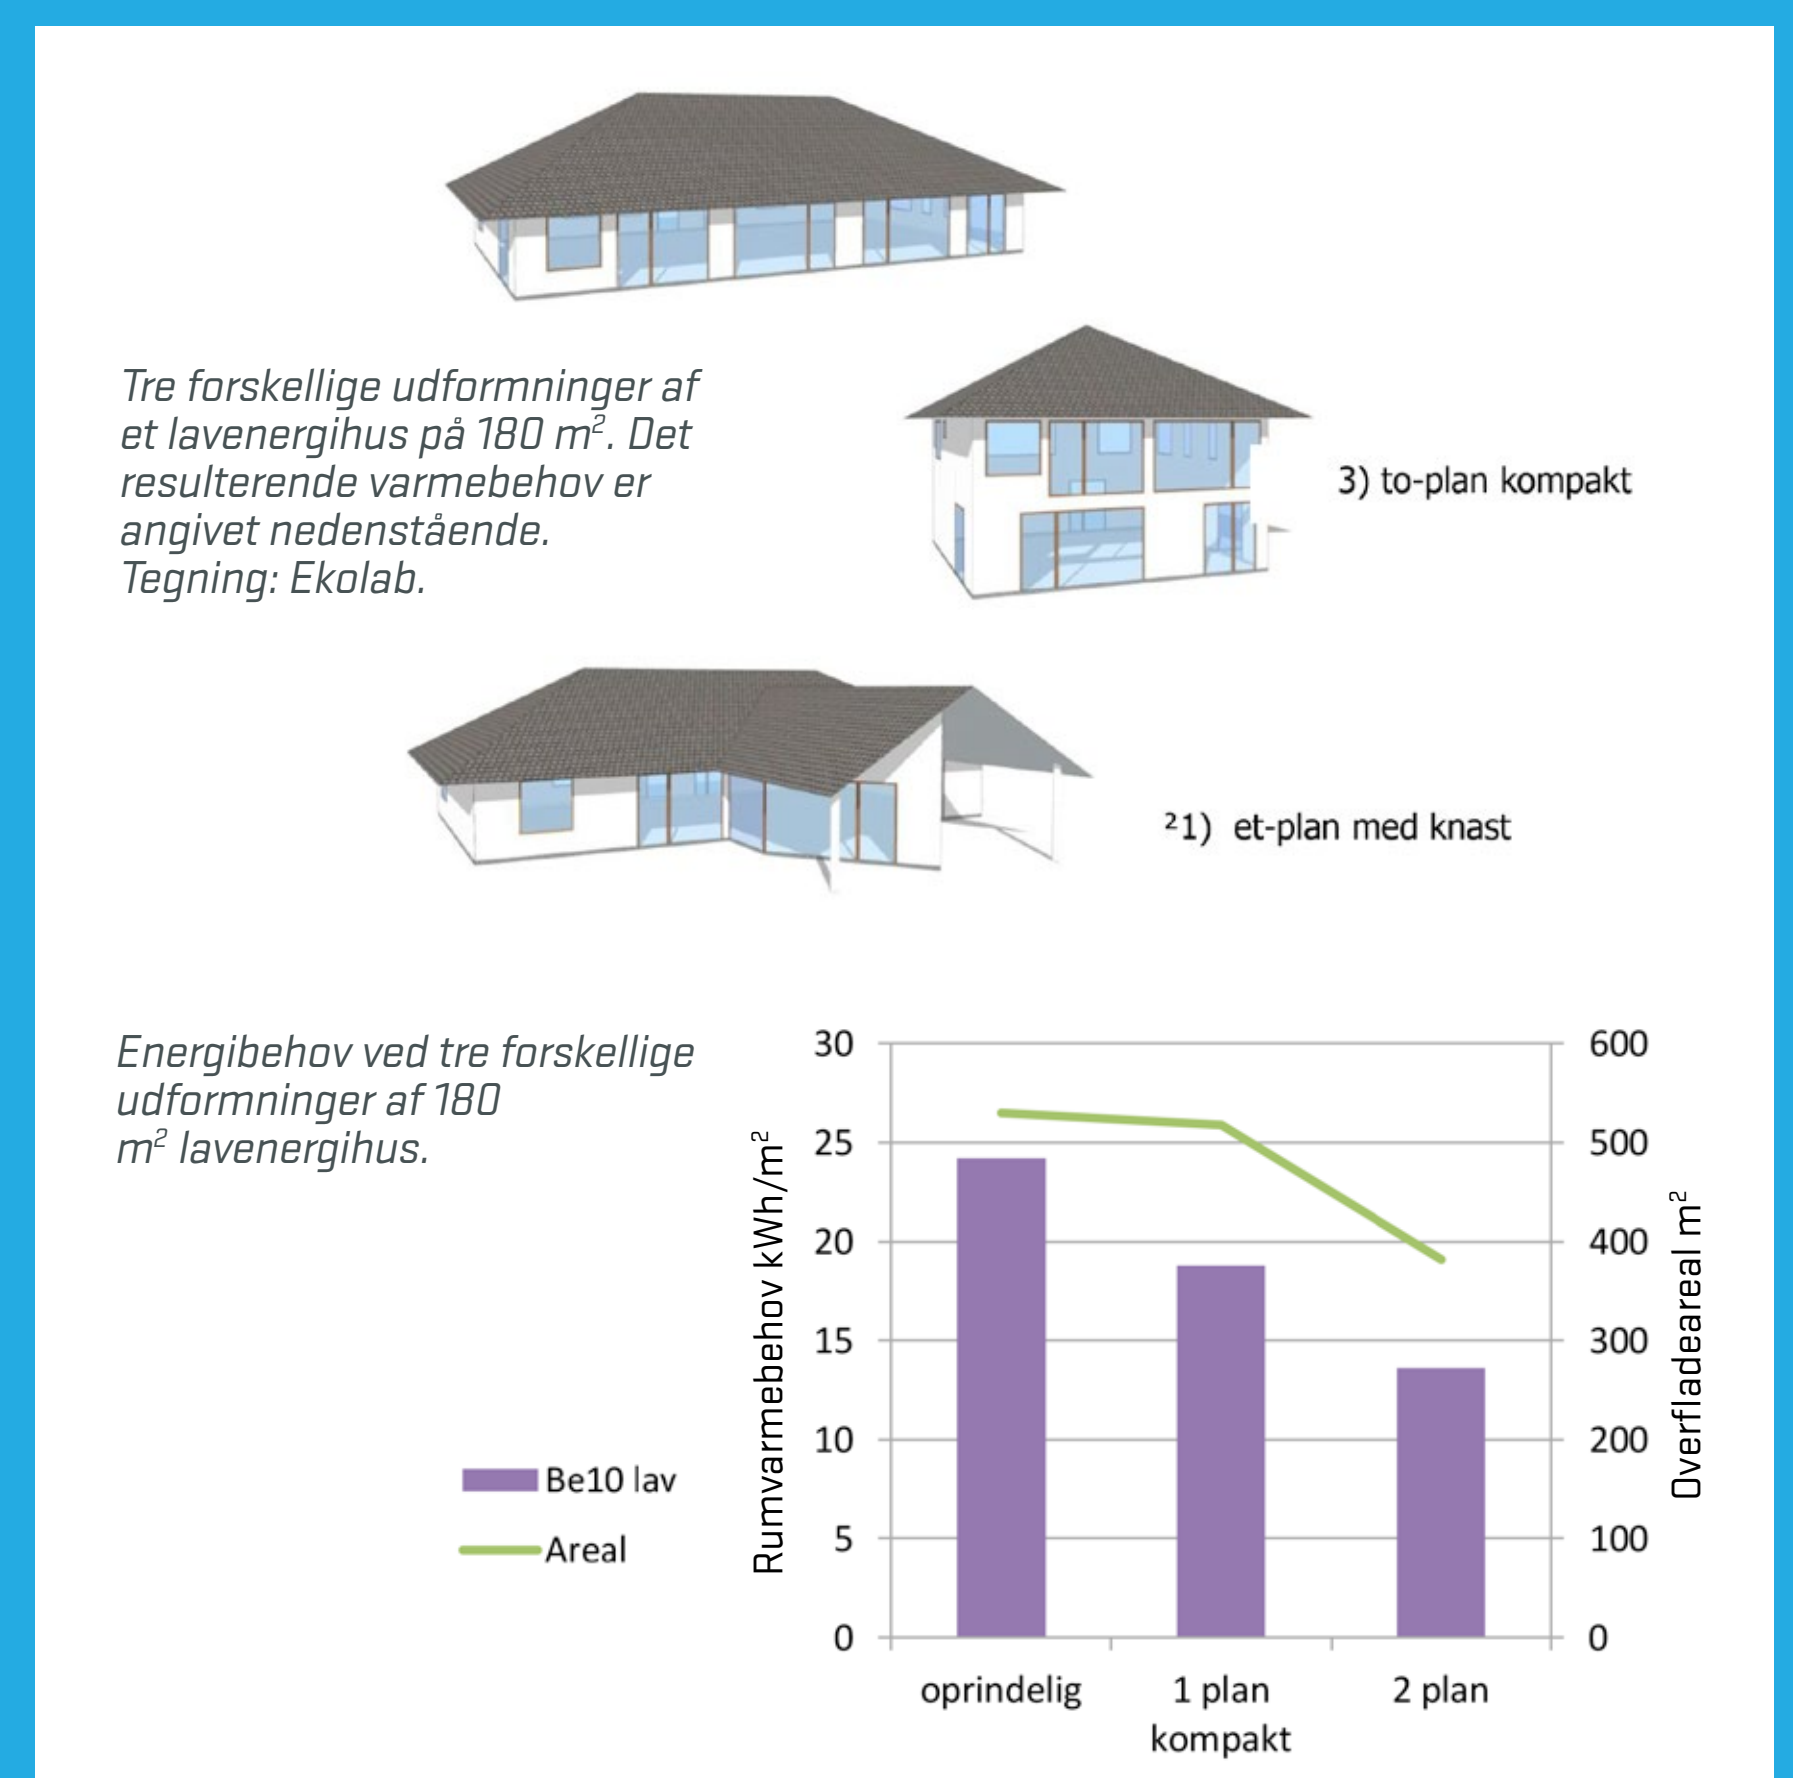 Tre forskellige udformninger af
et lavenergihus på 180 m². Det
resulterende varmebehov er
angivet nedenstående.
Tegning: Ekolab.
3) to-plan kompakt
²1) et-plan med knast
Energibehov ved tre forskellige
udformninger af 180
m² lavenergihus.
Be10 lav
Areal
Rumvarmebehov kWh/m²
30
25
20
15
10
5
0
600
500
400
300
200
100
0
Overfladeareal m²
oprindelig
1 plan
kompakt
2 plan